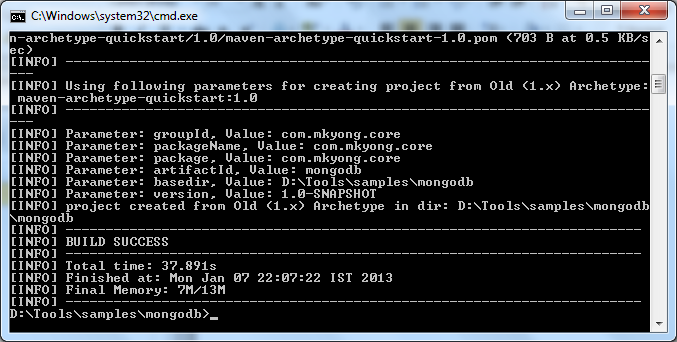 C:\Windows\system32\cmd.exe
n-archetype-quickstart/1.0/maven-archetype-quickstart-1.0.pom (703 B at 0.5 KB/s
ec)
[INFO] -------------------------------------------------------------------------
---
[INFO] Using following parameters for creating project from Old (1.x) Archetype:
 maven-archetype-quickstart:1.0
[INFO] -------------------------------------------------------------------------
---
[INFO] Parameter: groupId, Value: com.mkyong.core
[INFO] Parameter: packageName, Value: com.mkyong.core
[INFO] Parameter: package, Value: com.mkyong.core
[INFO] Parameter: artifactId, Value: mongodb
[INFO] Parameter: basedir, Value: D:\Tools\samples\mongodb
[INFO] Parameter: version, Value: 1.0-SNAPSHOT
[INFO] project created from Old (1.x) Archetype in dir: D:\Tools\samples\mongodb
\mongodb
[INFO] ------------------------------------------------------------------------
[INFO] BUILD SUCCESS
[INFO] ------------------------------------------------------------------------
[INFO] Total time: 37.891s
[INFO] Finished at: Mon Jan 07 22:07:22 IST 2013
[INFO] Final Memory: 7M/13M
[INFO] ------------------------------------------------------------------------
D:\Tools\samples\mongodb>_